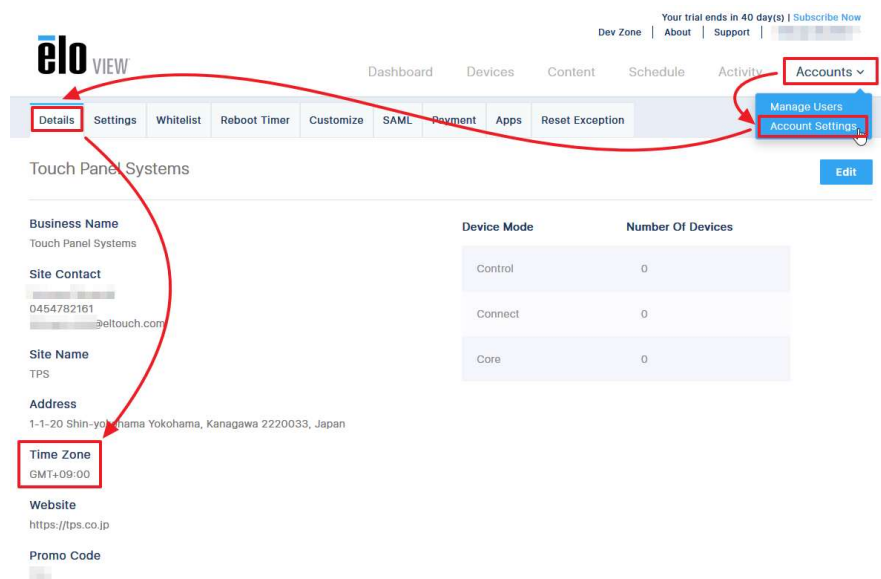 Your trial ends in 40 day(s) | Subscribe Now
Dev Zone | About | Support |
ēlo VIEW
Dashboard Devices Content Schedule Activity Accounts
Manage Users
Account Settings
Details Settings Whitelist Reboot Timer Customize SAML Payment Apps Reset Exception
Touch Panel Systems
Edit
Business Name
Touch Panel Systems
Site Contact
0454782161
@eltouch.com
Site Name
TPS
Address
1-1-20 Shin-yokohama Yokohama, Kanagawa 2220033, Japan
Time Zone
GMT+09:00
Website
https://tps.co.jp
Promo Code
Device Mode Number Of Devices
Control 0
Connect 0
Core 0